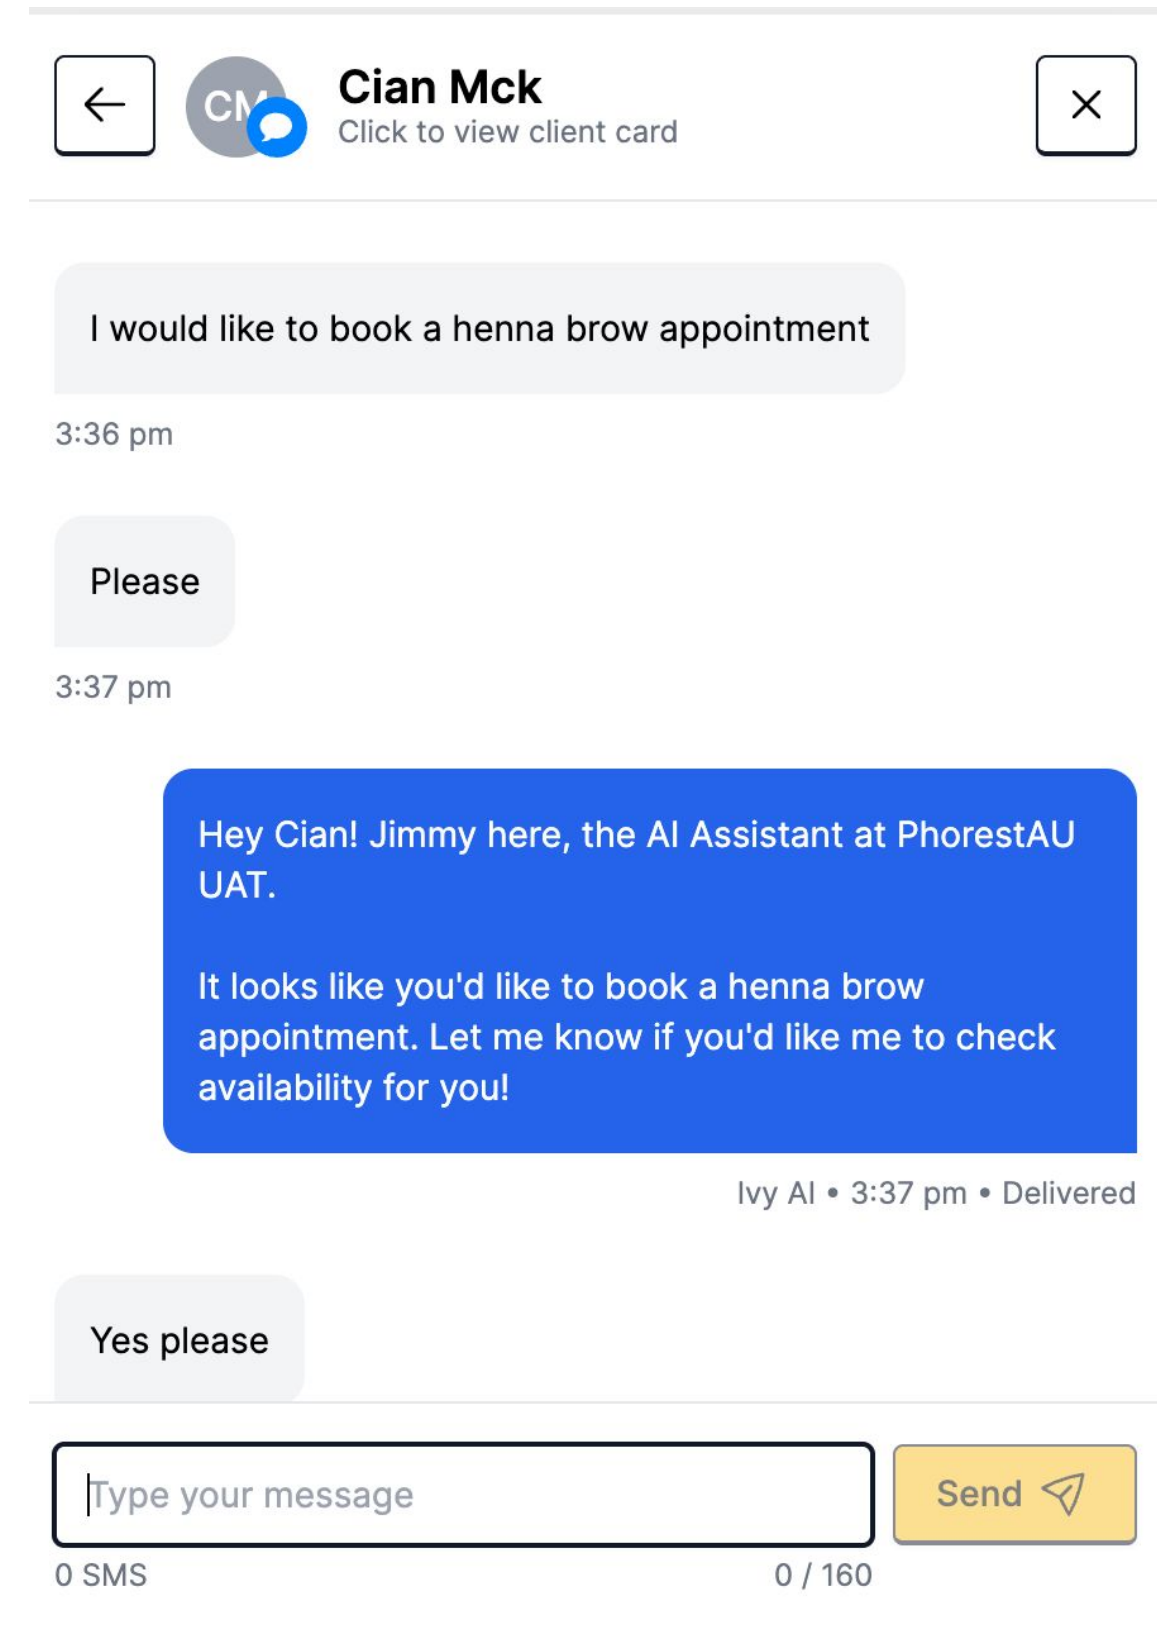 CM
Cian Mck
Click to view client card
I would like to book a henna brow appointment
3:36 pm
Please
3:37 pm
Hey Cian! Jimmy here, the AI Assistant at PhorestAU
UAT.
It looks like you'd like to book a henna brow
appointment. Let me know if you'd like me to check
availability for you!
Ivy AI • 3:37 pm • Delivered
Yes please
Type your message
Send
0 SMS
0 / 160